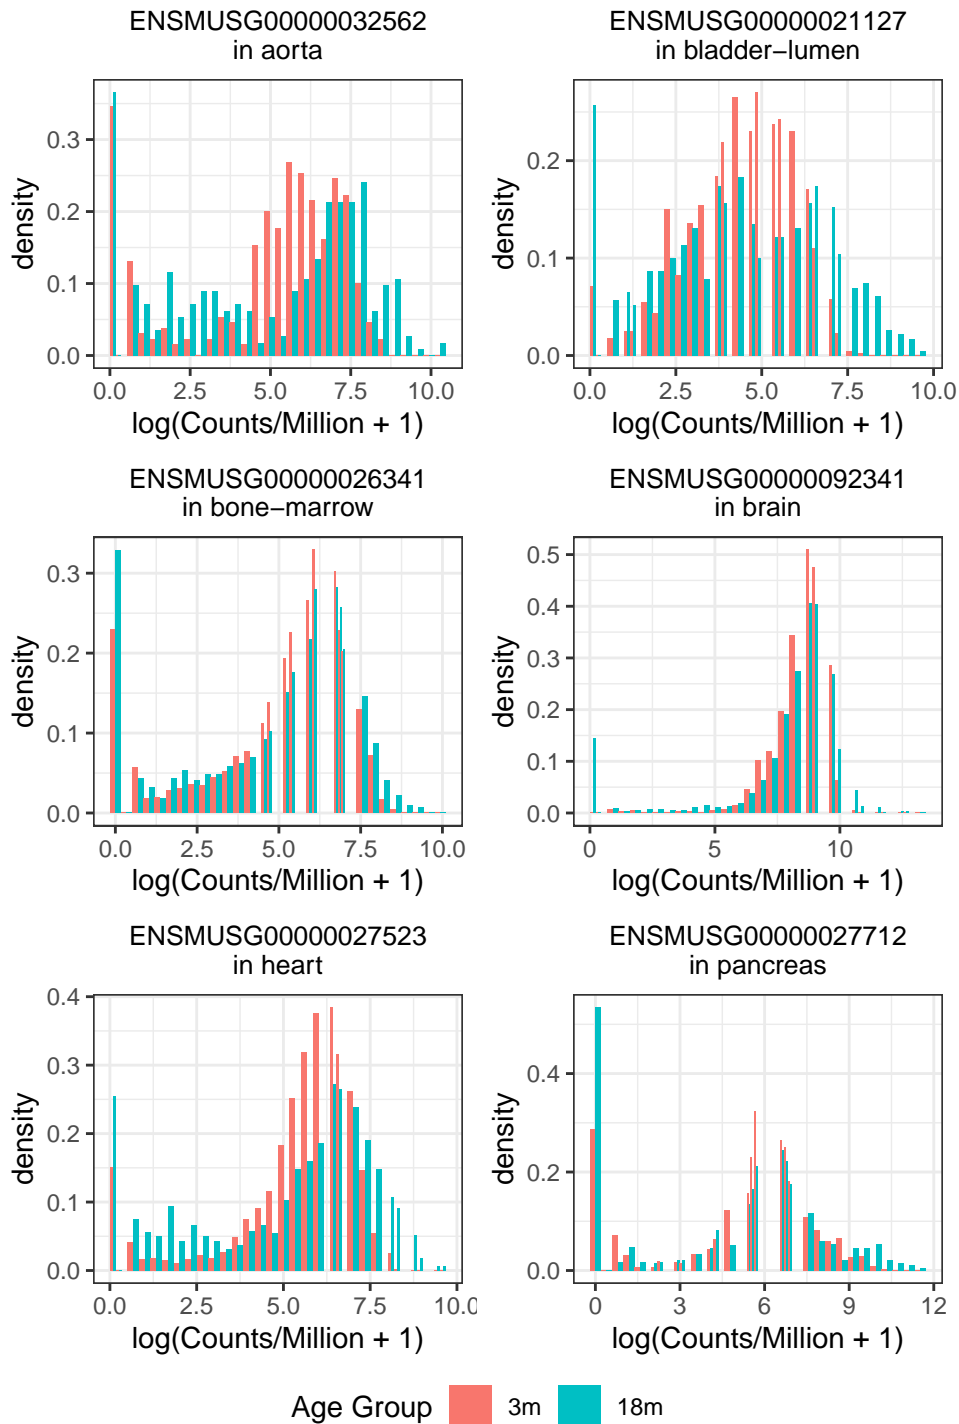 ENSMUSG00000032562
in aorta
ENSMUSG00000021127
in bladder−lumen
density
0.3
0.2
0.1
0.0
0.0 2.5 5.0 7.5 10.0
log(Counts/Million + 1)
density
0.2
0.1
0.0
0.0 2.5 5.0 7.5 10.0
log(Counts/Million + 1)
ENSMUSG00000026341
in bone−marrow
ENSMUSG00000092341
in brain
density
0.3
0.2
0.1
0.0
0.0 2.5 5.0 7.5 10.0
log(Counts/Million + 1)
density
0.5
0.4
0.3
0.2
0.1
0.0
0 5 10
log(Counts/Million + 1)
ENSMUSG00000027523
in heart
ENSMUSG00000027712
in pancreas
density
0.4
0.3
0.2
0.1
0.0
0.0 2.5 5.0 7.5 10.0
log(Counts/Million + 1)
density
0.4
0.2
0.0
0 3 6 9 12
log(Counts/Million + 1)
Age Group 3m 18m